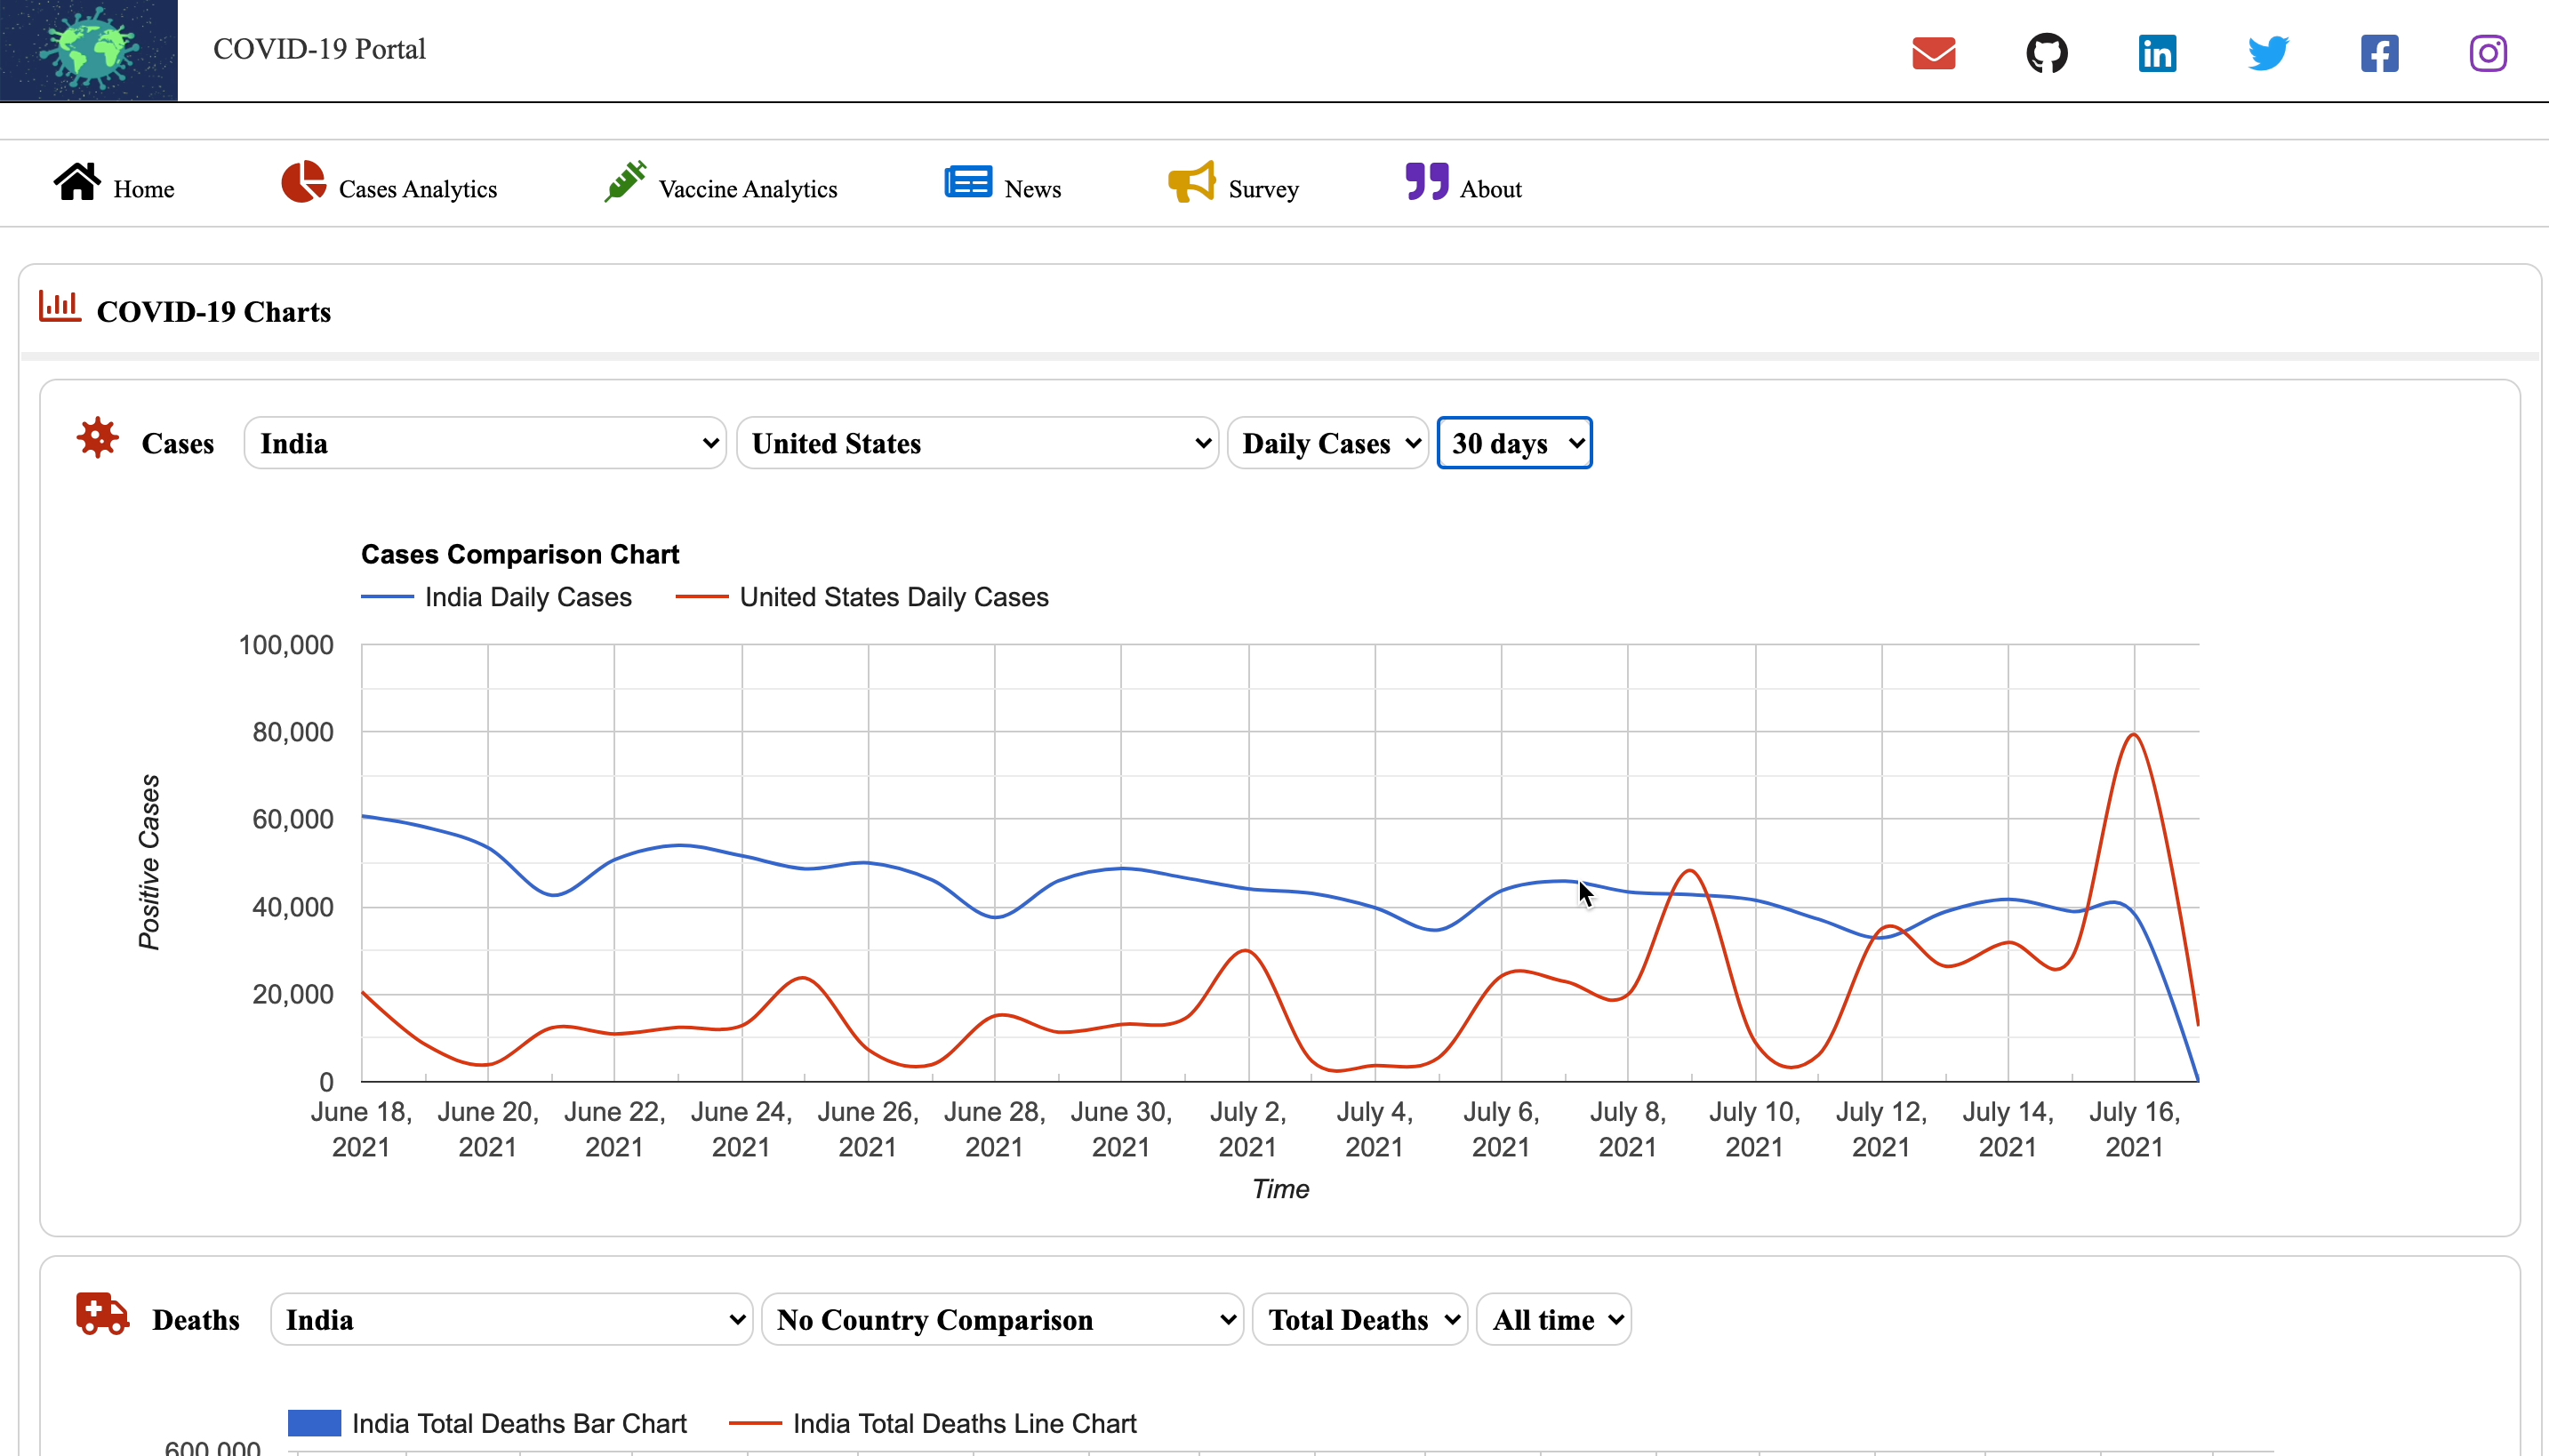 COVID-19 Portal
Home Cases Analytics Vaccine Analytics News Survey About
COVID-19 Charts
Cases India United States Daily Cases 30 days
Cases Comparison Chart
India Daily Cases United States Daily Cases
100,000
80,000
60,000
40,000
20,000
0
Positive Cases
June 18, 2021 June 20, 2021 June 22, 2021 June 24, 2021 June 26, 2021 June 28, 2021 June 30, 2021 July 2, 2021 July 4, 2021 July 6, 2021 July 8, 2021 July 10, 2021 July 12, 2021 July 14, 2021 July 16, 2021
Time
Deaths India No Country Comparison Total Deaths All time
India Total Deaths Bar Chart India Total Deaths Line Chart
600,000